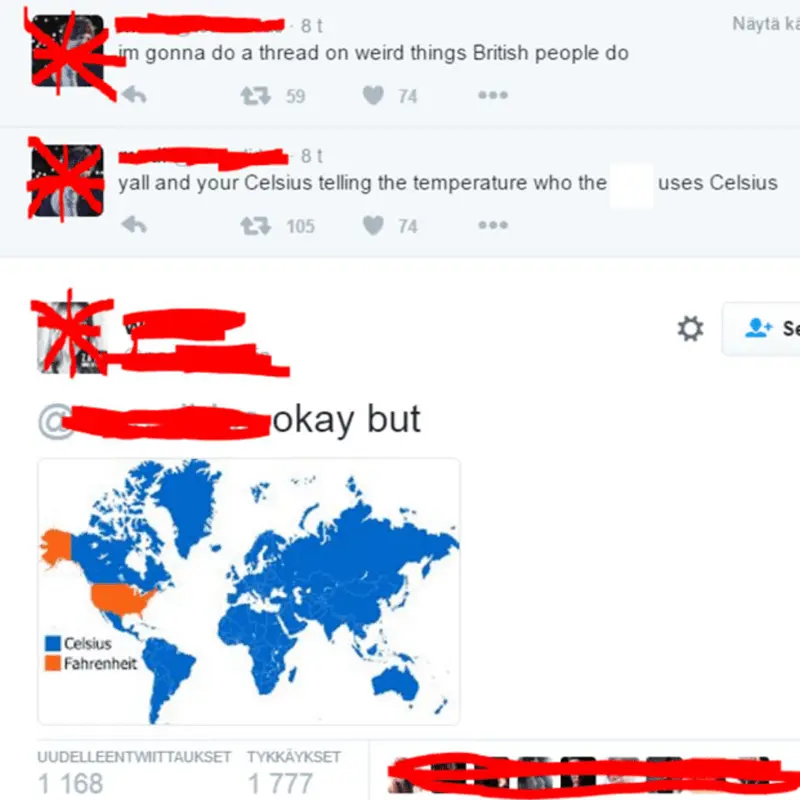 · 8 t
Näytä
im gonna do a thread on weird things British people do
59 74
· 8 t
yall and your Celsius telling the temperature who the uses Celsius
105 74
@ okay but
Celsius
Fahrenheit
UUDELLEENTWIITTAUKSET TYKKÄYKSET
1 168 1 777